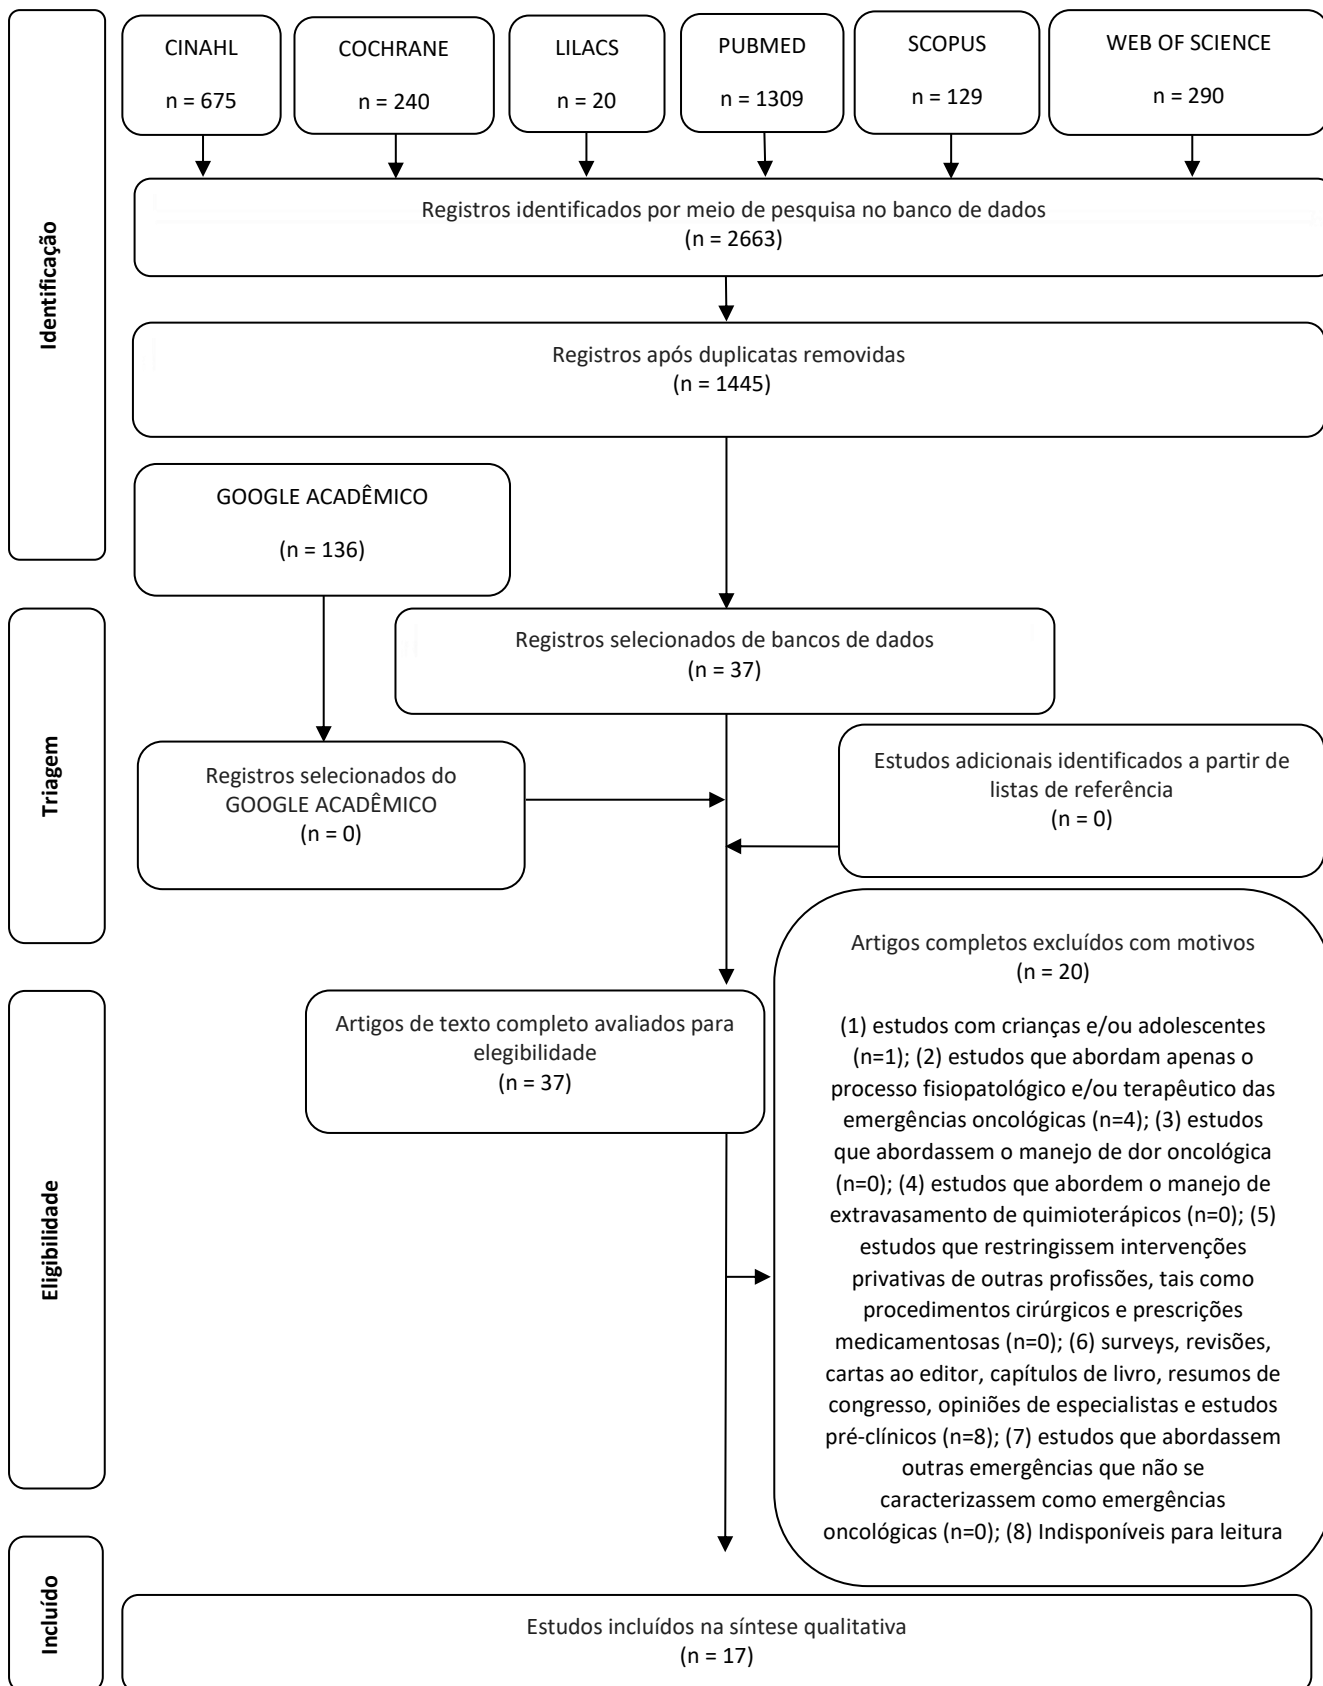 Identificação
CINAHL
n = 675
COCHRANE
n = 240
LILACS
n = 20
PUBMED
n = 1309
SCOPUS
n = 129
WEB OF SCIENCE
n = 290
Registros identificados por meio de pesquisa no banco de dados
(n = 2663)
Registros após duplicatas removidas
(n = 1445)
GOOGLE ACADÊMICO
(n = 136)
Triagem
Registros selecionados de bancos de dados
(n = 37)
Registros selecionados do
GOOGLE ACADÊMICO
(n = 0)
Estudos adicionais identificados a partir de
listas de referência
(n = 0)
Eligibilidade
Artigos de texto completo avaliados para
elegibilidade
(n = 37)
Artigos completos excluídos com motivos
(n = 20)
(1) estudos com crianças e/ou adolescentes
(n=1); (2) estudos que abordam apenas o
processo fisiopatológico e/ou terapêutico das
emergências oncológicas (n=4); (3) estudos
que abordassem o manejo de dor oncológica
(n=0); (4) estudos que abordem o manejo de
extravasamento de quimioterápicos (n=0); (5)
estudos que restringissem intervenções
privativas de outras profissões, tais como
procedimentos cirúrgicos e prescrições
medicamentosas (n=0); (6) surveys, revisões,
cartas ao editor, capítulos de livro, resumos de
congresso, opiniões de especialistas e estudos
pré-clínicos (n=8); (7) estudos que abordassem
outras emergências que não se
caracterizassem como emergências
oncológicas (n=0); (8) Indisponíveis para leitura
Incluído
Estudos incluídos na síntese qualitativa
(n = 17)